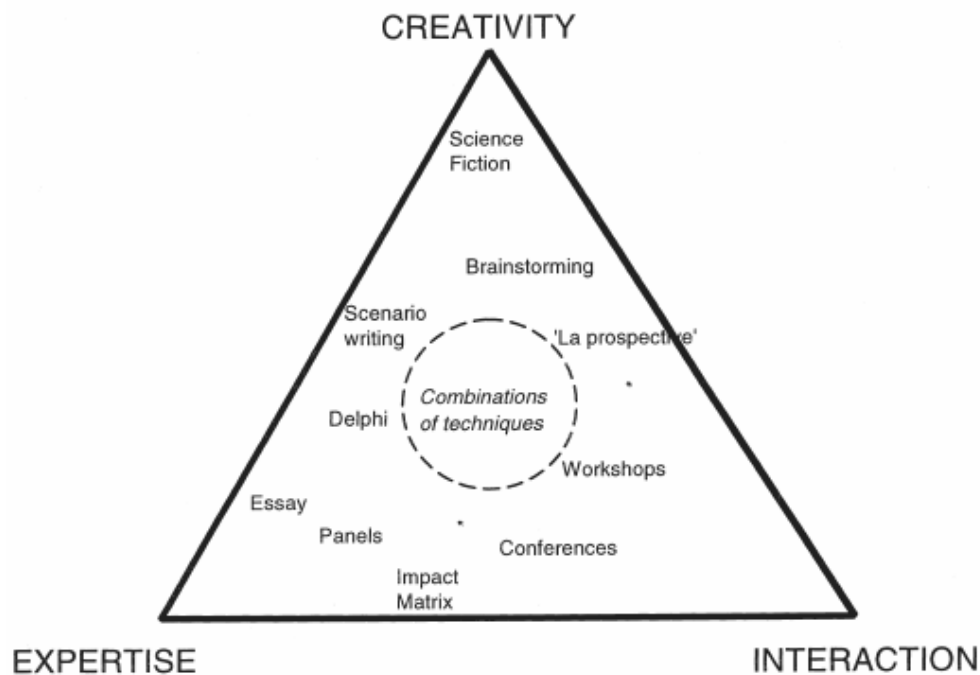 CREATIVITY
Science
Fiction
Brainstorming
Scenario
writing
'La prospective'
Combinations
of techniques
Delphi
Workshops
Essay
Panels
Conferences
Impact
Matrix
EXPERTISE
INTERACTION